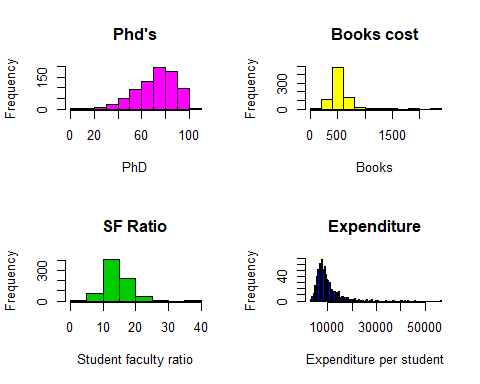 Phd's
Frequency
0 150
0 20 60 100
PhD
Books cost
Frequency
0 300
0 500 1500
Books
SF Ratio
Frequency
0 300
0 10 20 30 40
Student faculty ratio
Expenditure
Frequency
0 40
10000 30000 50000
Expenditure per student